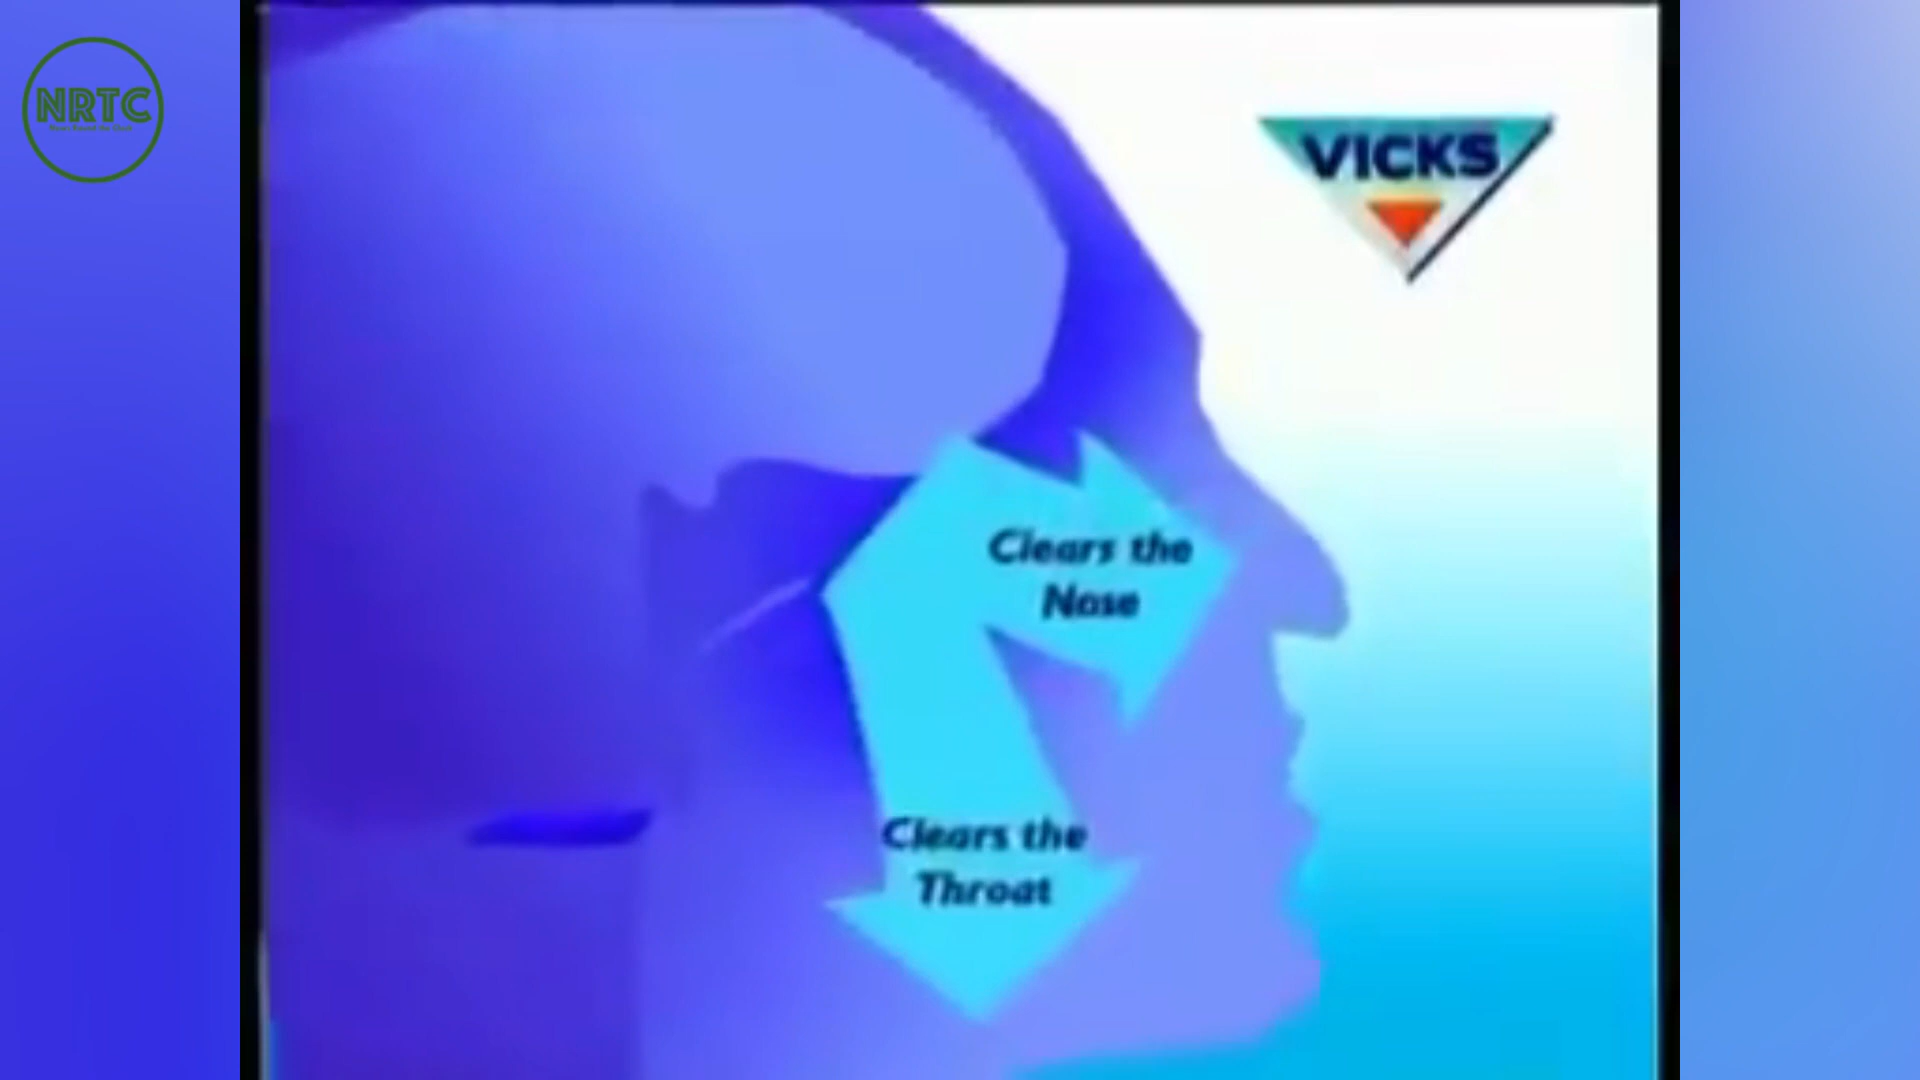 NRTC
VICKS
Clears the
Nose
Clears the
Throat